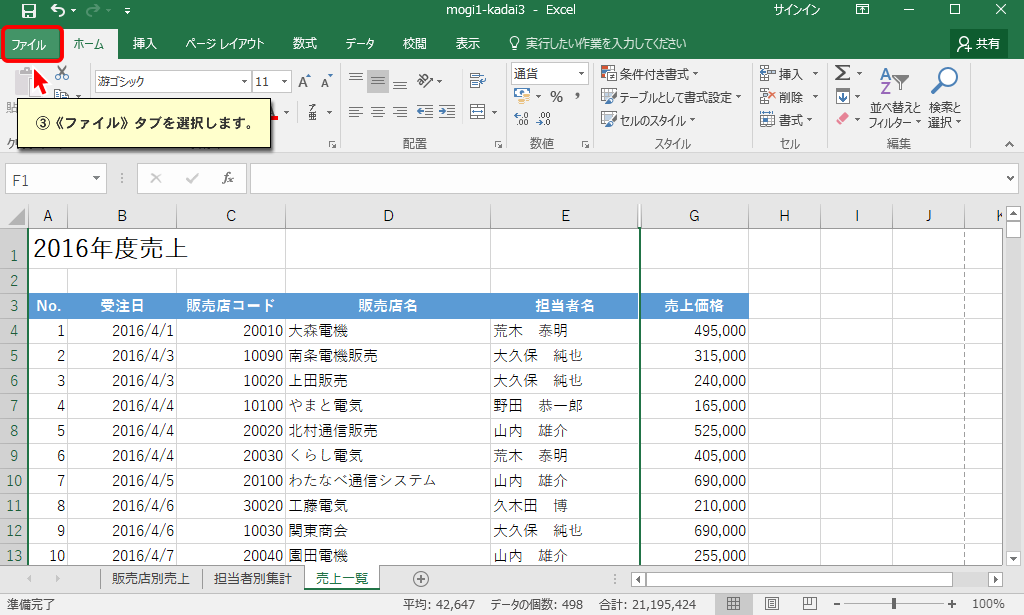 mogi1-kadai3 - Excel サインイン
ファイル ホーム 挿入 ページ レイアウト 数式 データ 校閲 表示 実行したい作業を入力してください 共有
游ゴシック 11 A A 通貨 条件付き書式 挿入
% , テーブルとして書式設定 削除 並べ替えと 検索と
セルのスタイル 書式 フィルター 選択
③《ファイル》タブを選択します。
配置 数値 スタイル セル 編集
F1 fx
A B C D E G H I J K
1 2016年度売上
2
3 No. 受注日 販売店コード 販売店名 担当者名 売上価格
4 1 2016/4/1 20010 大森電機 荒木　泰明 495,000
5 2 2016/4/3 10090 南条電機販売 大久保　純也 315,000
6 3 2016/4/3 10020 上田販売 大久保　純也 240,000
7 4 2016/4/4 10100 やまと電気 野田　恭一郎 165,000
8 5 2016/4/4 20020 北村通信販売 山内　雄介 525,000
9 6 2016/4/4 20030 くらし電気 荒木　泰明 405,000
10 7 2016/4/5 20100 わたなべ通信システム 山内　雄介 690,000
11 8 2016/4/6 30020 工藤電気 久木田　博 210,000
12 9 2016/4/6 10030 関東商会 大久保　純也 690,000
13 10 2016/4/7 20040 園田電機 山内　雄介 255,000
販売店別売上 担当者別集計 売上一覧
準備完了 平均: 42,647 データの個数: 498 合計: 21,195,424 100%